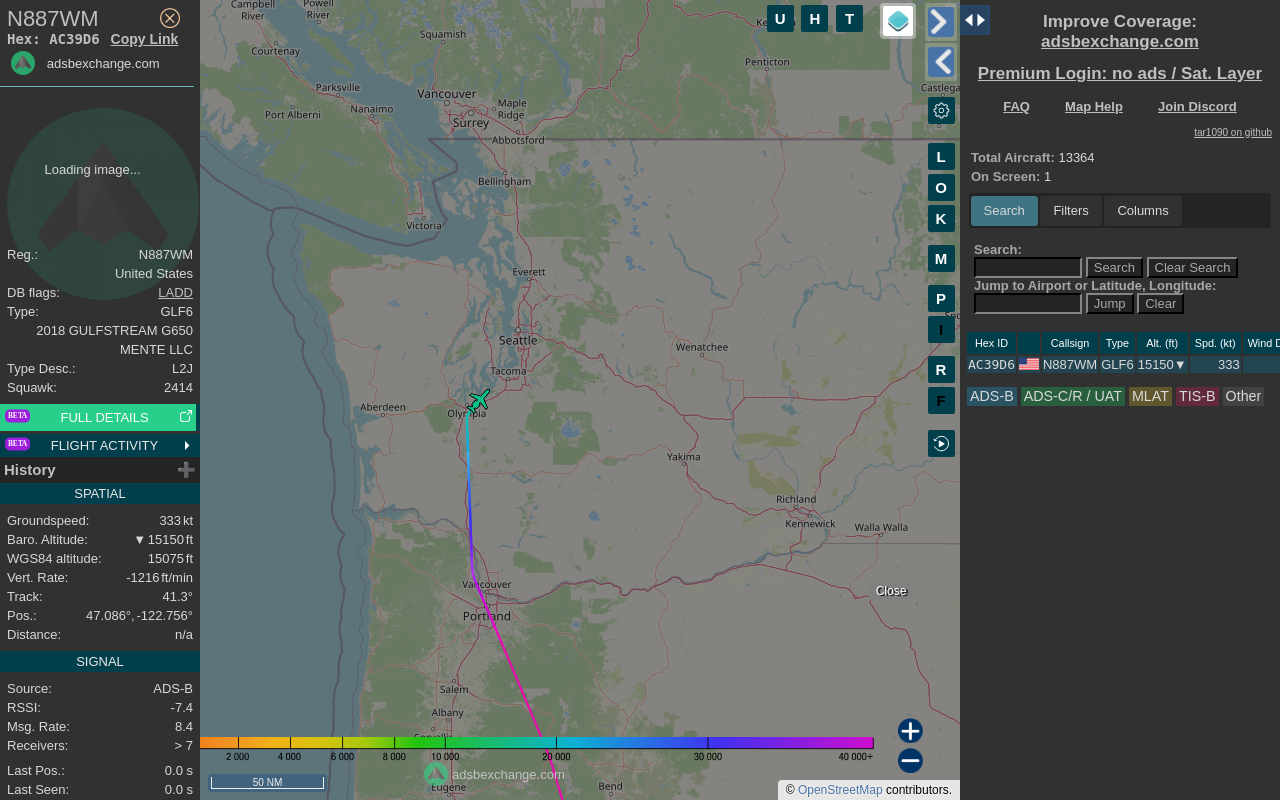 N887WM
Hex: AC39D6 Copy Link
adsbexchange.com
Loading image...
Reg.: N887WM
United States
DB flags: LADD
Type: GLF6
2018 GULFSTREAM G650
MENTE LLC
Type Desc.: L2J
Squawk: 2414
BETA FULL DETAILS
BETA FLIGHT ACTIVITY
History
SPATIAL
Groundspeed: 333 kt
Baro. Altitude: ▼ 15150 ft
WGS84 altitude: 15075 ft
Vert. Rate: -1216 ft/min
Track: 41.3°
Pos.: 47.086°, -122.756°
Distance: n/a
SIGNAL
Source: ADS-B
RSSI: -7.4
Msg. Rate: 8.4
Receivers: > 7
Last Pos.: 0.0 s
Last Seen: 0.0 s
Campbell
River
Powell
River
Squamish
Courtenay
Penticton
Parksville
Vancouver
Nanaimo
Maple
Ridge
Port Alberni
Surrey
Abbotsford
Bellingham
Victoria
Everett
Seattle
Wenatchee
Tacoma
Aberdeen
Olympia
Yakima
Richland
Kennewick
Walla Walla
Vancouver
Portland
Salem
Albany
Corvallis
Eugene
Bend
U H T
L
O
K
M
P
I
R
F
Close
2 000 4 000 6 000 8 000 10 000 20 000 30 000 40 000+
50 NM
adsbexchange.com
© OpenStreetMap contributors.
Improve Coverage:
adsbexchange.com
Premium Login: no ads / Sat. Layer
FAQ Map Help Join Discord
tar1090 on github
Total Aircraft: 13364
On Screen: 1
Search Filters Columns
Search:
Search Clear Search
Jump to Airport or Latitude, Longitude:
Jump Clear
Hex ID Callsign Type Alt. (ft) Spd. (kt) Wind D
AC39D6 N887WM GLF6 15150▼ 333
ADS-B ADS-C/R / UAT MLAT TIS-B Other